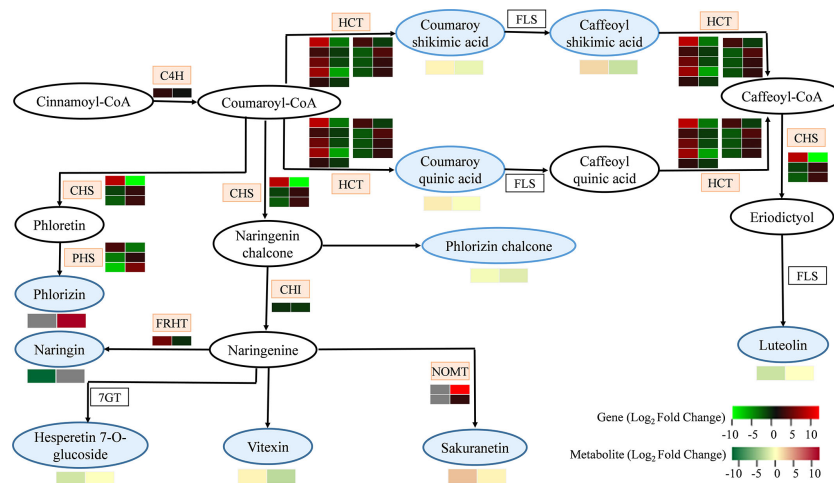 HCT
Coumaroy
shikimic acid
FLS
Caffeoyl
shikimic acid
HCT
C4H
Cinnamoyl-CoA
Coumaroyl-CoA
Caffeoyl-CoA
CHS
CHS
HCT
Coumaroy
quinic acid
FLS
Caffeoyl
quinic acid
HCT
CHS
Phloretin
Naringenin
chalcone
Phlorizin chalcone
Eriodictyol
PHS
CHI
FLS
Phlorizin
FRHT
Naringin
Naringenine
NOMT
Luteolin
7GT
Hesperetin 7-O-
glucoside
Vitexin
Sakuranetin
Gene (Log2 Fold Change)
-10 -5 0 5 10
Metabolite (Log2 Fold Change)
-10 -5 0 5 10